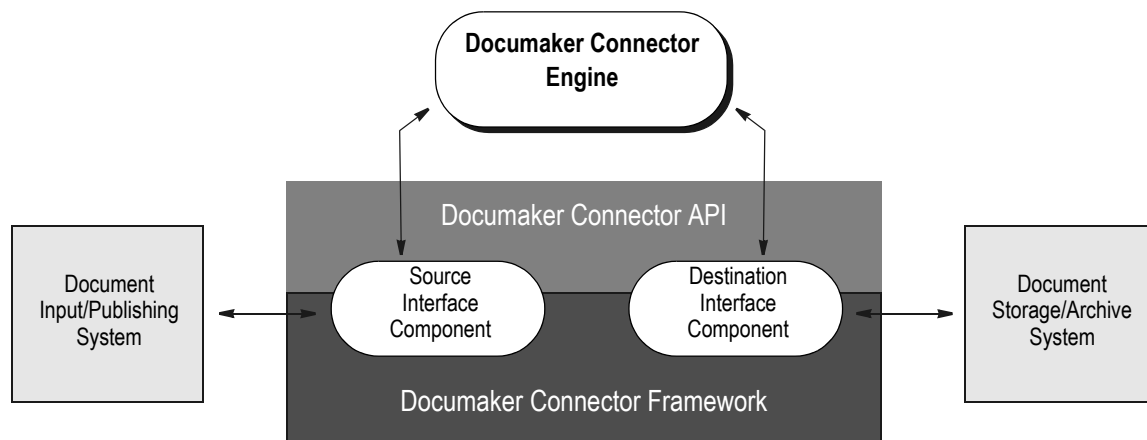 Documaker Connector
Engine
Documaker Connector API
Document
Input/Publishing
System
Source
Interface
Component
Destination
Interface
Component
Document
Storage/Archive
System
Documaker Connector Framework